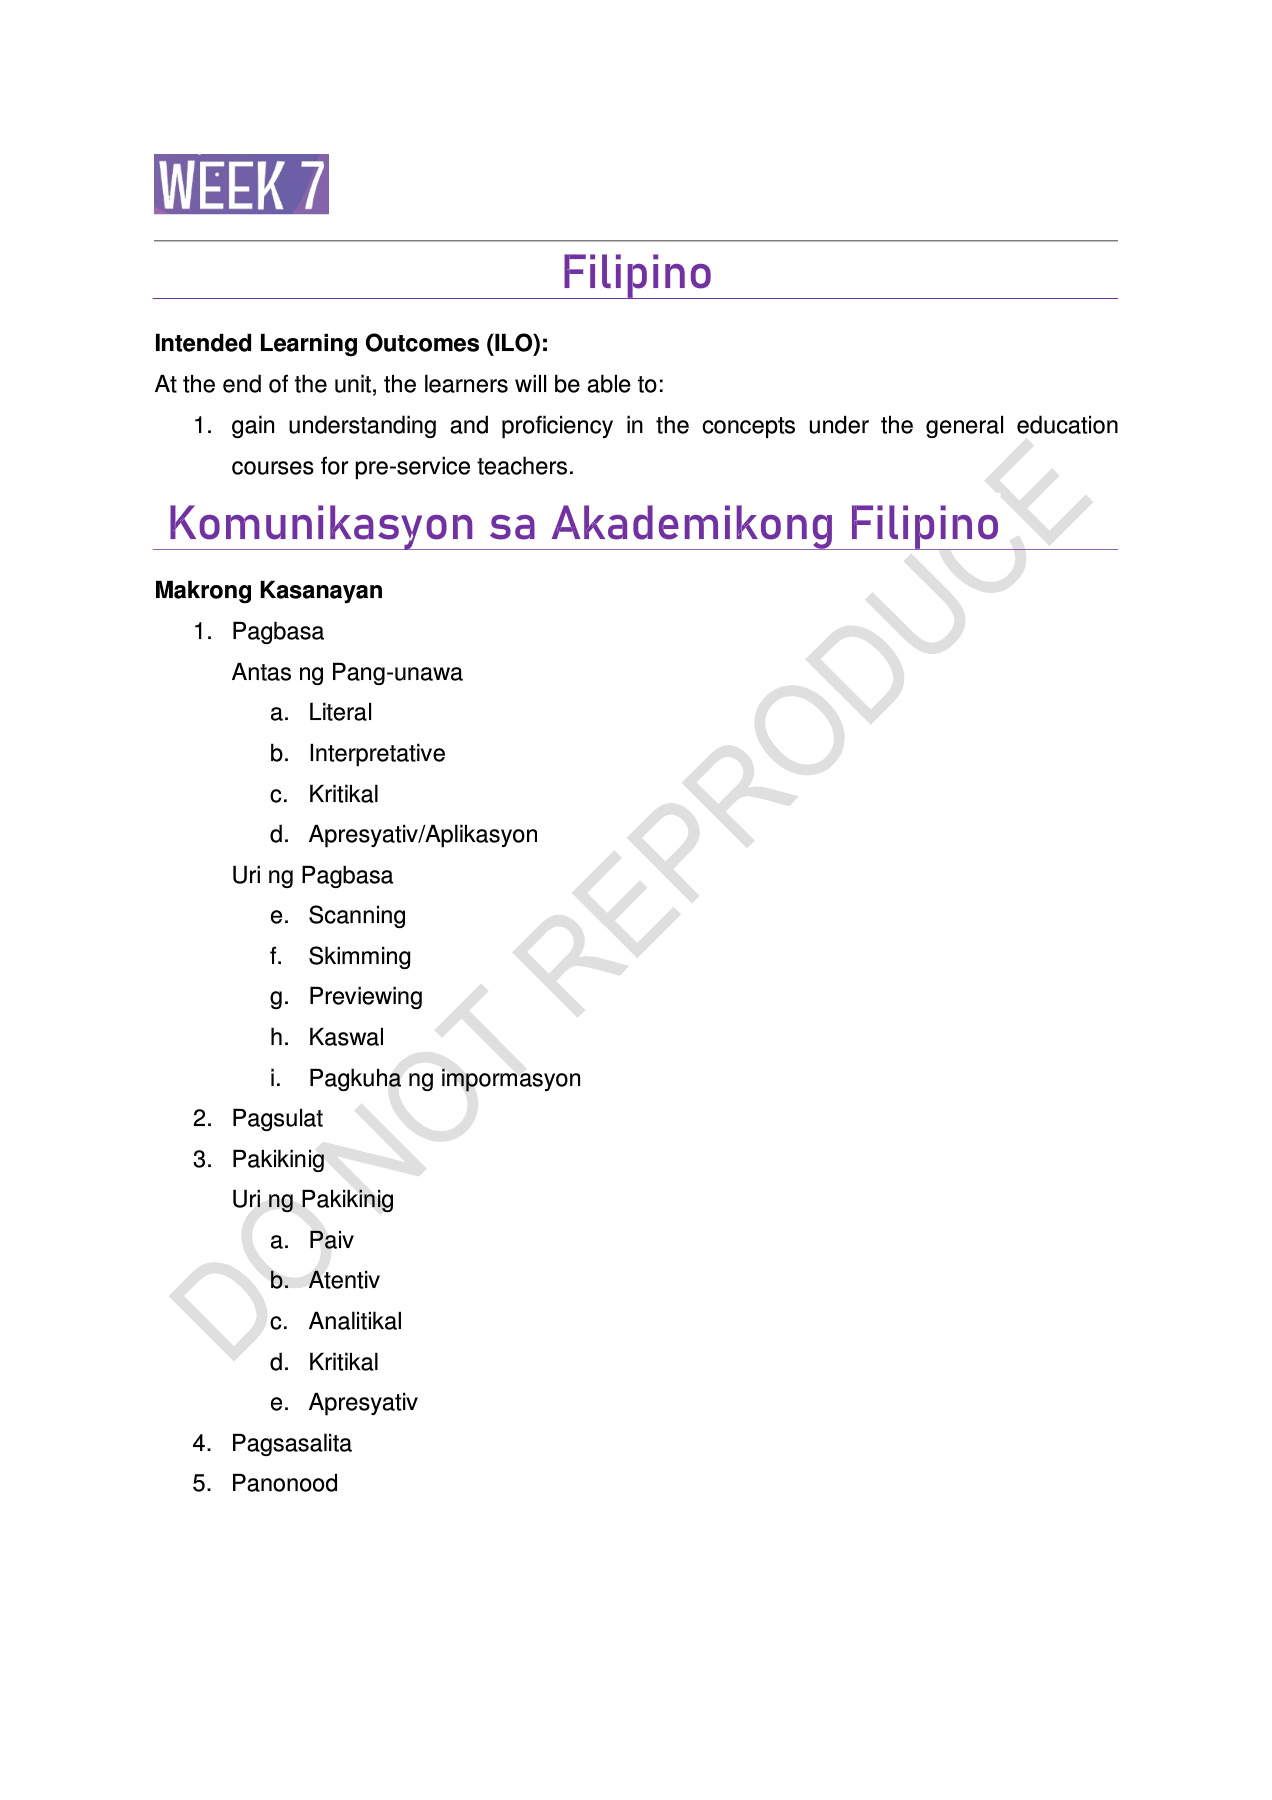 WEEK 7
Filipino
Intended Learning Outcomes (ILO):
At the end of the unit, the learners will be able to:
1. gain understanding and proficiency in the concepts under the general education
courses for pre-service teachers.
Komunikasyon sa Akademikong Filipino
Makrong Kasanayan
1. Pagbasa
Antas ng Pang-unawa
a. Literal
b. Interpretative
c. Kritikal
d. Apresyativ/Aplikasyon
Uri ng Pagbasa
e. Scanning
f. Skimming
g. Previewing
h. Kaswal
i. Pagkuha ng impormasyon
2. Pagsulat
3. Pakikinig
Uri ng Pakikinig
a. Paiv
b. Atentiv
c. Analitikal
d. Kritikal
e. Apresyativ
4. Pagsasalita
5. Panonood
DO NOT REPRODUCE